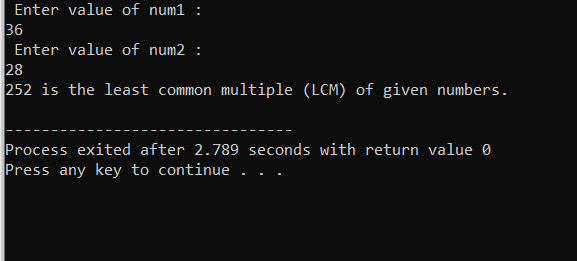 Enter value of num1 :
36
Enter value of num2 :
28
252 is the least common multiple (LCM) of given numbers.
--------------------------------
Process exited after 2.789 seconds with return value 0
Press any key to continue . . .